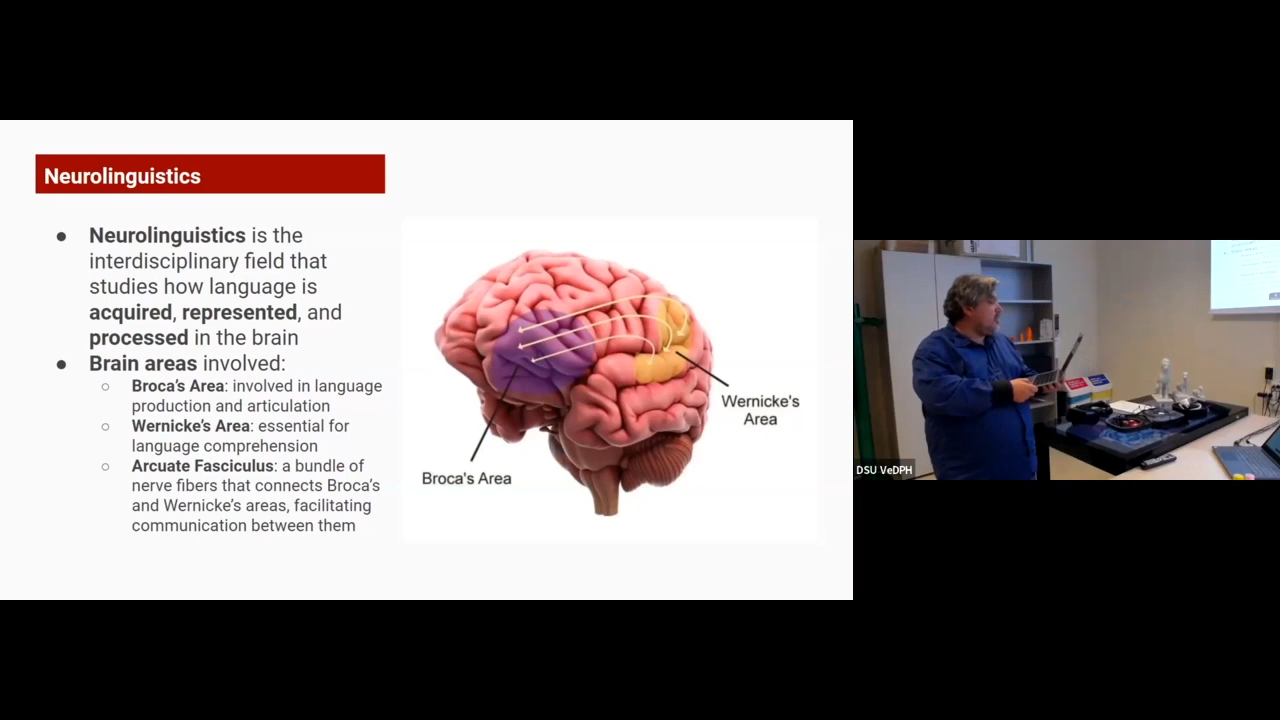 Neurolinguistics
● Neurolinguistics is the
interdisciplinary field that
studies how language is
acquired, represented, and
processed in the brain
● Brain areas involved:
○ Broca’s Area: involved in language
production and articulation
○ Wernicke’s Area: essential for
language comprehension
○ Arcuate Fasciculus: a bundle of
nerve fibers that connects Broca’s
and Wernicke’s areas, facilitating
communication between them
Wernicke's
Area
Broca's Area
DSU VeDPH